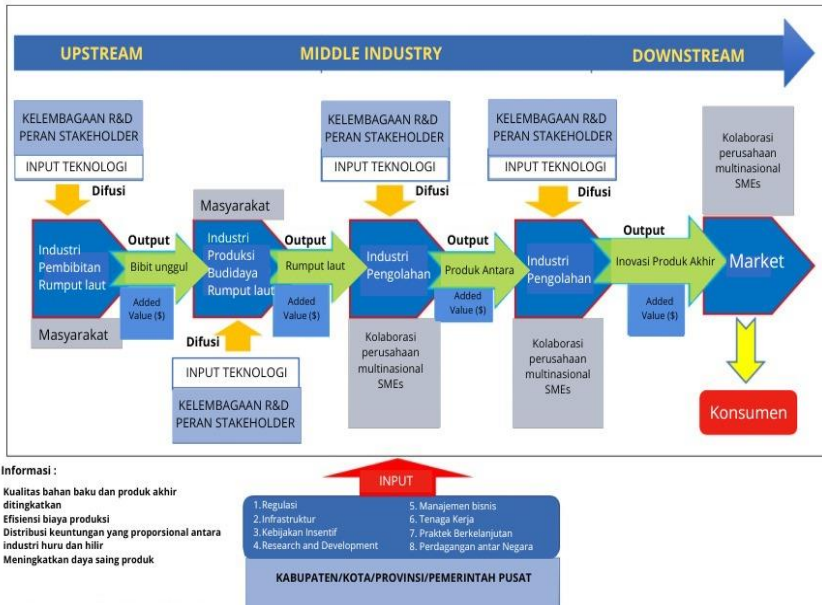 UPSTREAM
MIDDLE INDUSTRY
DOWNSTREAM
KELEMBAGAAN R&D
PERAN STAKEHOLDER
INPUT TEKNOLOGI
Difusi
KELEMBAGAAN R&D
PERAN STAKEHOLDER
INPUT TEKNOLOGI
Difusi
KELEMBAGAAN R&D
PERAN STAKEHOLDER
INPUT TEKNOLOGI
Difusi
Kolaborasi
perusahaan
multinasional
SMEs
Industri
Pembibitan
Rumput laut
Masyarakat
Output
Bibit unggul
Added
Value ($)
Masyarakat
Industri
Produksi
Budidaya
Rumput laut
Difusi
INPUT TEKNOLOGI
KELEMBAGAAN R&D
PERAN STAKEHOLDER
Output
Rumput laut
Added
Value ($)
Industri
Pengolahan
Kolaborasi
perusahaan
multinasional
SMEs
Output
Produk Antara
Added
Value ($)
Industri
Pengolahan
Kolaborasi
perusahaan
multinasional
SMEs
Output
Inovasi Produk Akhir
Added
Value ($)
Market
Konsumen
Informasi :
Kualitas bahan baku dan produk akhir
ditingkatkan
Efisiensi biaya produksi
Distribusi keuntungan yang proporsional antara
industri huru dan hilir
Meningkatkan daya saing produk
INPUT
1.Regulasi
2.Infrastruktur
3.Kebijakan Insentif
4.Research and Development
5. Manajemen bisnis
6. Tenaga Kerja
7. Praktek Berkelanjutan
8. Perdagangan antar Negara
KABUPATEN/KOTA/PROVINSI/PEMERINTAH PUSAT